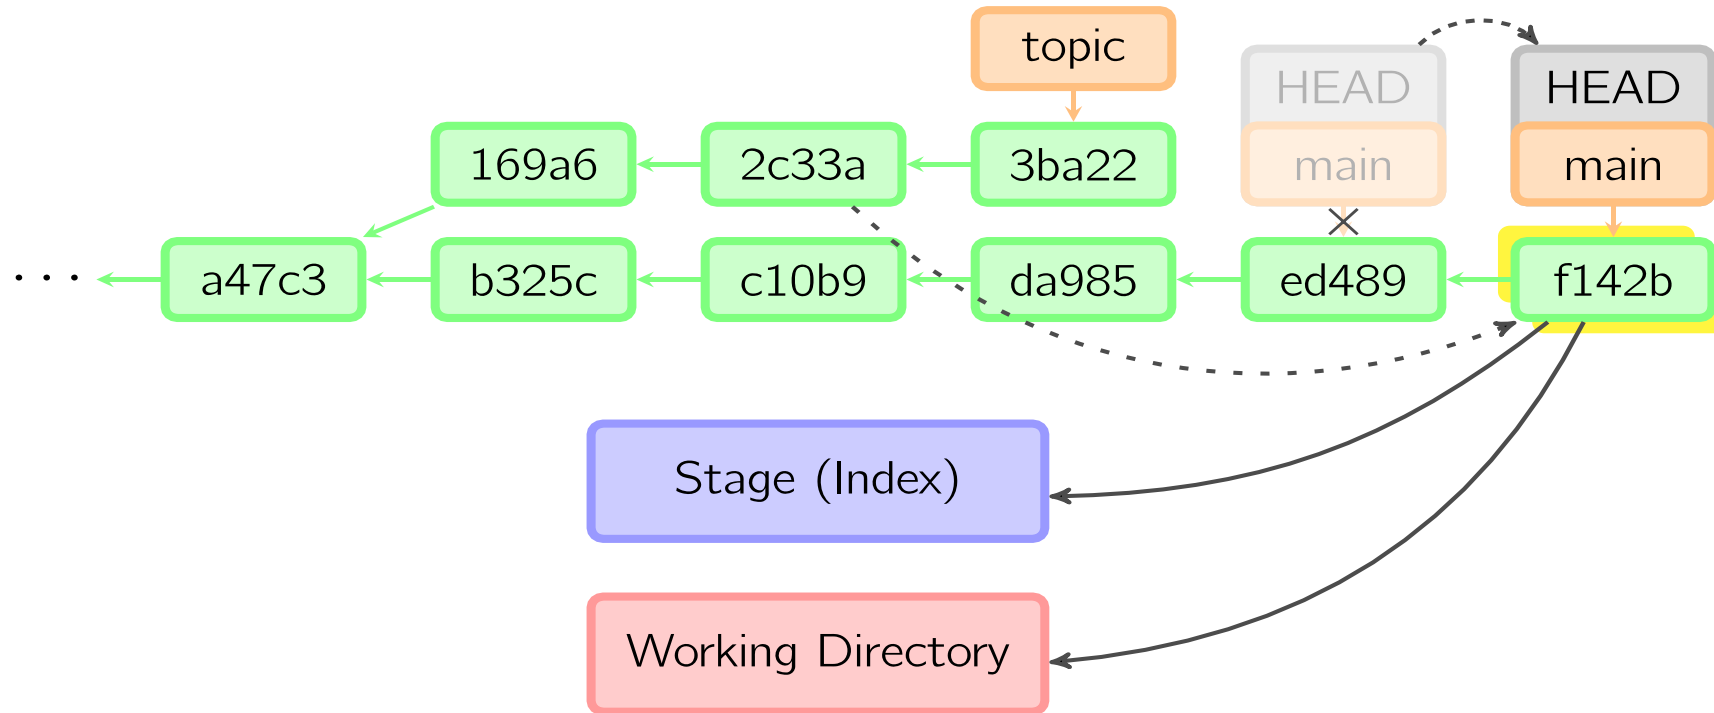 topic
HEAD
HEAD
169a6
2c33a
3ba22
main
main
...
a47c3
b325c
c10b9
da985
ed489
f142b
Stage (Index)
Working Directory